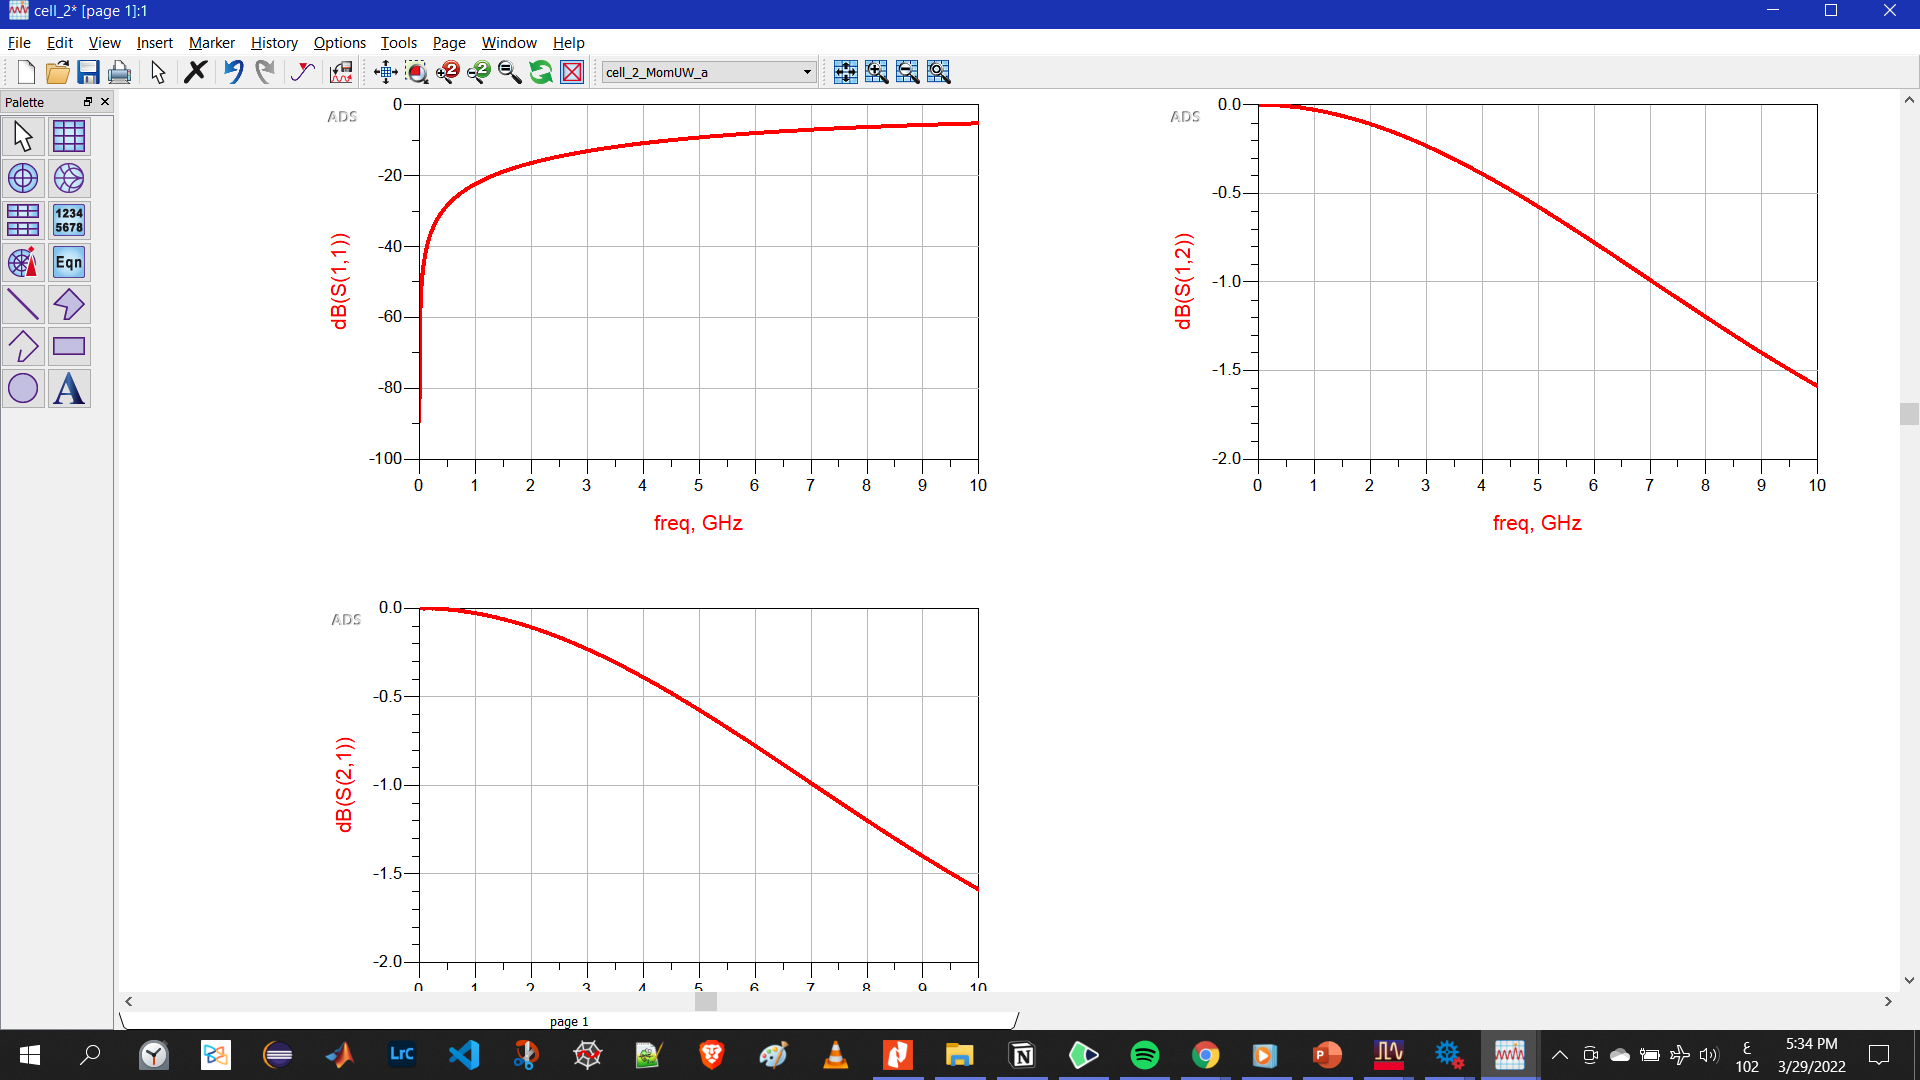 cell_2* [page 1]:1
File Edit View Insert Marker History Options Tools Page Window Help
cell_2_MomUW_a
Palette
1234
5678
Eqn
A
ADS
dB(S(1,1))
0
-20
-40
-60
-80
-100
0 1 2 3 4 5 6 7 8 9 10
freq, GHz
ADS
dB(S(1,2))
0.0
-0.5
-1.0
-1.5
-2.0
0 1 2 3 4 5 6 7 8 9 10
freq, GHz
ADS
dB(S(2,1))
0.0
-0.5
-1.0
-1.5
-2.0
0 1 2 3 4 5 6 7 8 9 10
page 1
Lrc
ع
102
5:34 PM
3/29/2022